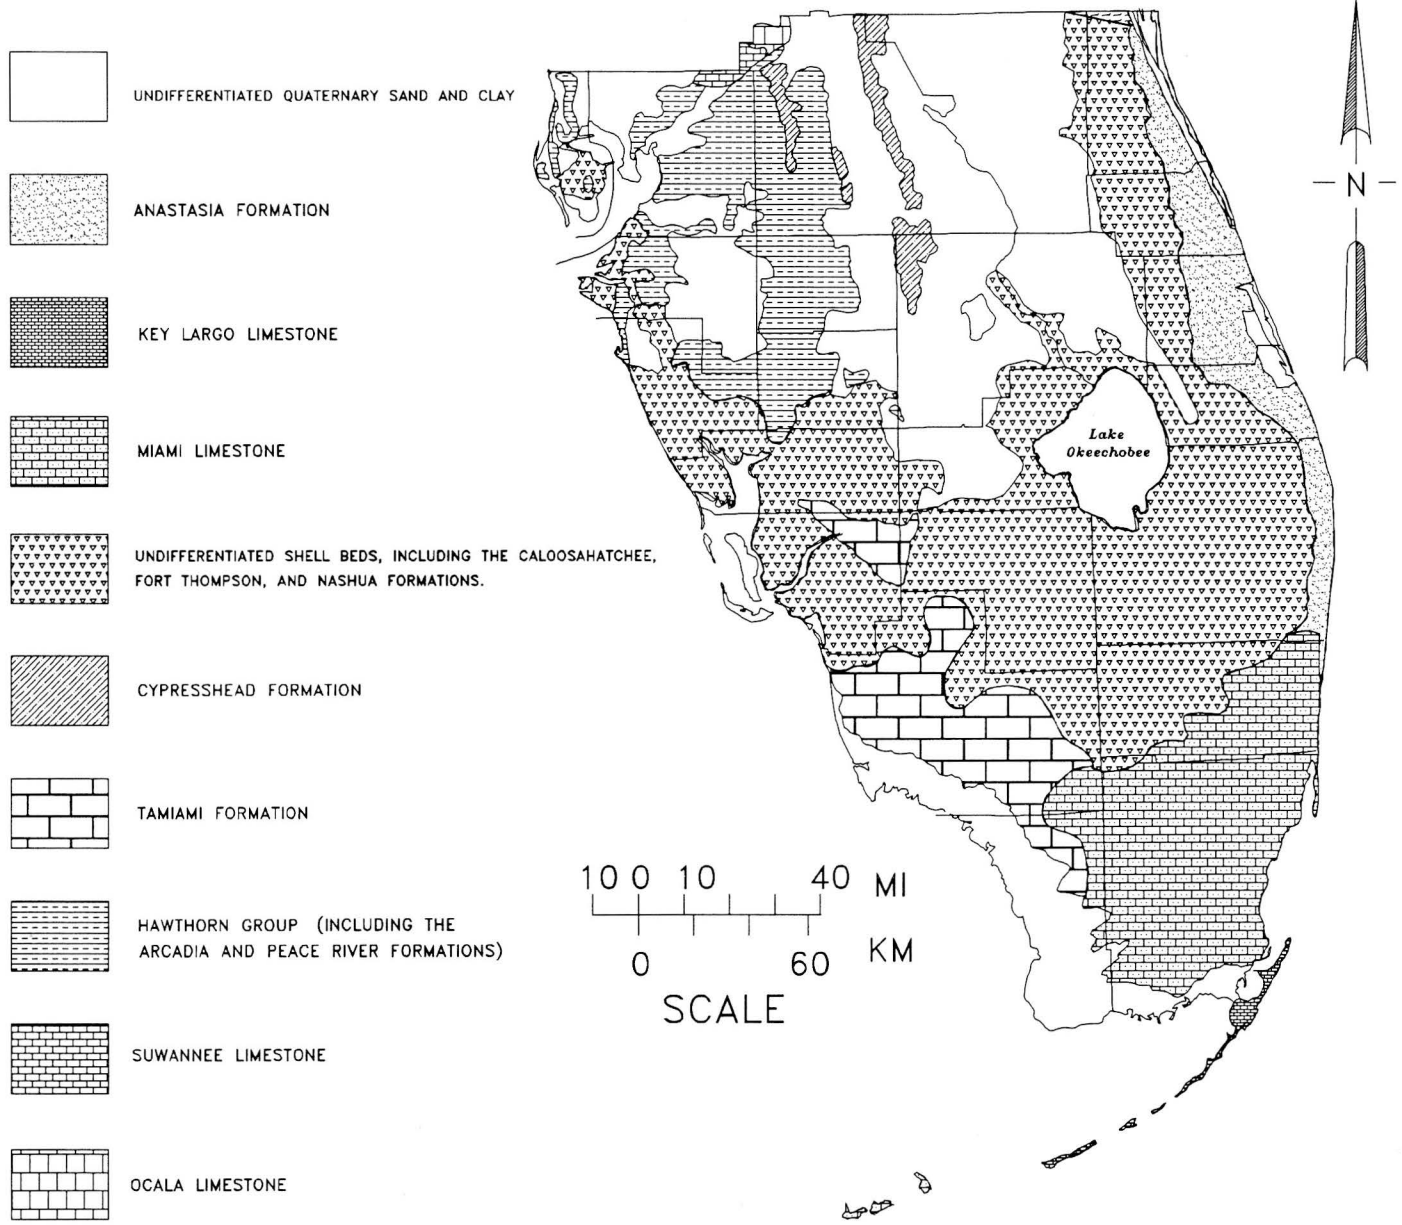 UNDIFFERENTIATED QUATERNARY SAND AND CLAY
ANASTASIA FORMATION
KEY LARGO LIMESTONE
MIAMI LIMESTONE
UNDIFFERENTIATED SHELL BEDS, INCLUDING THE CALOOSAHATCHEE,
FORT THOMPSON, AND NASHUA FORMATIONS.
CYPRESSHEAD FORMATION
TAMIAMI FORMATION
HAWTHORN GROUP (INCLUDING THE
ARCADIA AND PEACE RIVER FORMATIONS)
SUWANNEE LIMESTONE
OCALA LIMESTONE
N
Lake
Okeechobee
10 0 10 40 MI
0 60 KM
SCALE